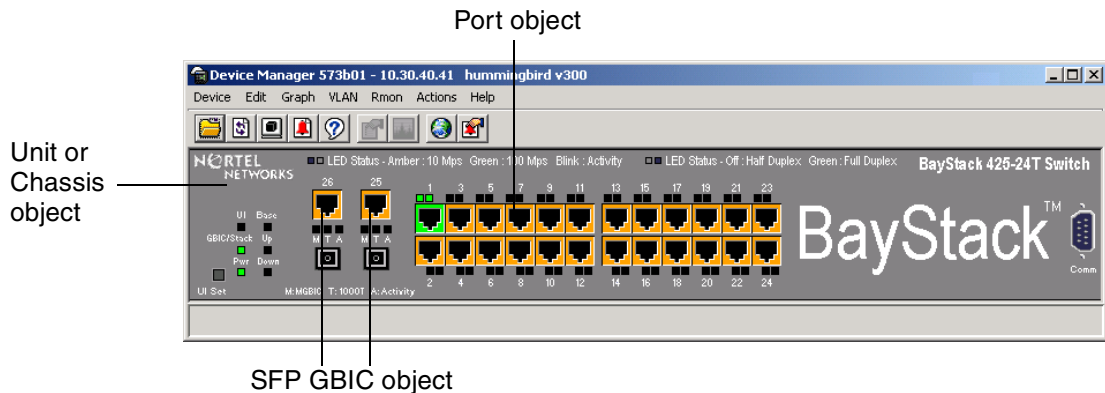 Port object
Device Manager 573b01 - 10.30.40.41 hummingbird v300
Device Edit Graph VLAN Rmon Actions Help
Unit or
Chassis
object
NORTEL
NETWORKS
LED Status - Amber : 10 Mps Green : 100 Mps Blink : Activity
LED Status - Off : Half Duplex Green : Full Duplex
BayStack 425-24T Switch
26 25 1 3 5 7 9 11 13 15 17 19 21 23
UI Base
GBIC/Stack Up
Pwr Down
UI Set
M T A M T A
BayStack™
Comm
2 4 6 8 10 12 14 16 18 20 22 24
M:MGBIC T:1000T A:Activity
SFP GBIC object